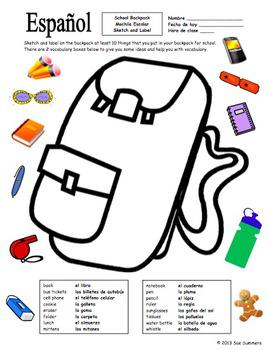 Español
School Backpack
Mochila Escolar
Sketch and Label
Nombre
Fecha de hoy
Hora de clase
Sketch and label on the backpack at least 10 things that you put in your backpack for school.
There are 2 vocabulary boxes below to give you some ideas and help you with vocabulary.
book el libro
bus tickets los billetes de autobús
cell phone el teléfono celular
cookie la galleta
eraser la goma
folder la carpeta
lunch el almuerzo
mittens los mitones
notebook el cuaderno
pen la pluma
pencil el lápiz
ruler la regla
sunglasses las gafas del sol
tissues los pañuelos
water bottle la botella de agua
whistle el silbado
© 2013 Sue Summers